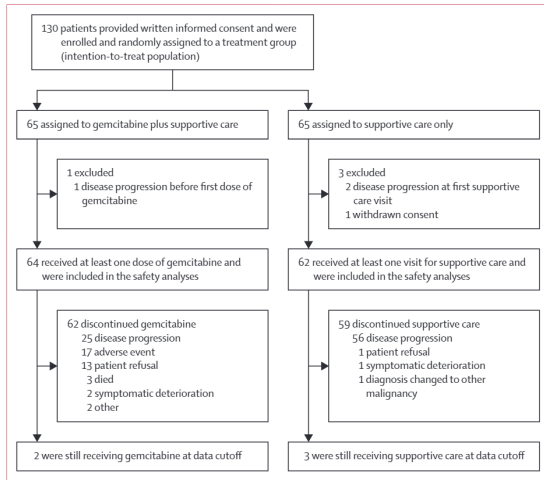 130 patients provided written informed consent and were
enrolled and randomly assigned to a treatment group
(intention-to-treat population)
65 assigned to gemcitabine plus supportive care
65 assigned to supportive care only
1 excluded
1 disease progression before first dose of
gemcitabine
3 excluded
2 disease progression at first supportive
care visit
1 withdrawn consent
64 received at least one dose of gemcitabine and
were included in the safety analyses
62 received at least one visit for supportive care and
were included in the safety analyses
62 discontinued gemcitabine
25 disease progression
17 adverse event
13 patient refusal
3 died
2 symptomatic deterioration
2 other
59 discontinued supportive care
56 disease progression
1 patient refusal
1 symptomatic deterioration
1 diagnosis changed to other
malignancy
2 were still receiving gemcitabine at data cutoff
3 were still receiving supportive care at data cutoff